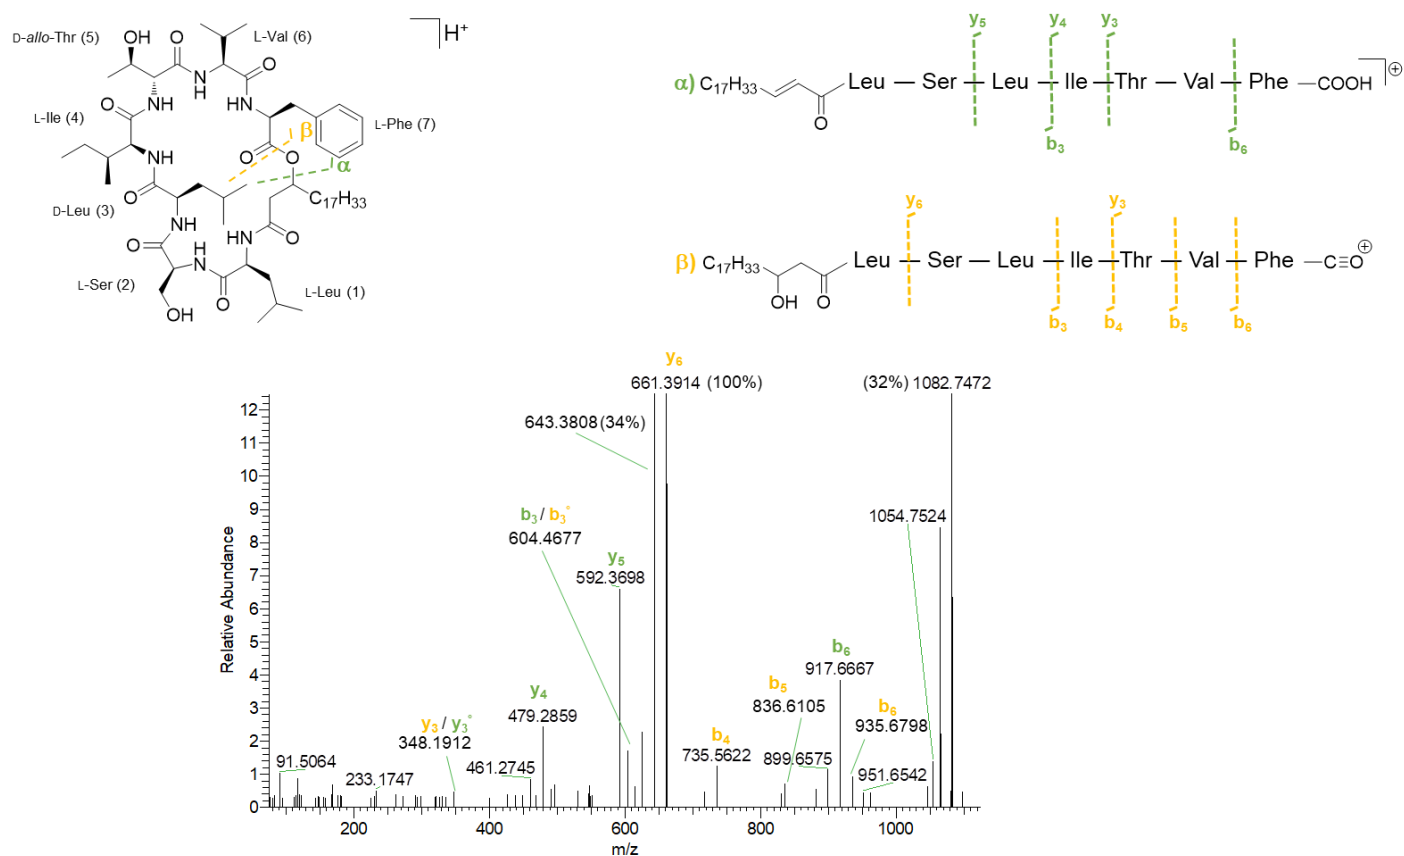 D-allo-Thr (5)
OH
O
L-Val (6)
H⁺
NH
O
O
NH
NH
O
L-Ile (4)
NH
β
L-Phe (7)
O
O
α
O
C₁₇H₃₃
D-Leu (3)
NH
O
H
N
NH
O
L-Ser (2)
O
L-Leu (1)
OH
y₅ y₄ y₃
α) C₁₇H₃₃ O Leu — Ser — Leu — Ile — Thr — Val — Phe — COOH ⊕
b₃ b₆
y₆ y₃
β) C₁₇H₃₃ OH O Leu — Ser — Leu — Ile — Thr — Val — Phe — C≡O ⊕
b₃ b₄ b₅ b₆
y₆
661.3914 (100%)
(32%) 1082.7472
643.3808 (34%)
b₃ / b₃*
604.4677
1054.7524
y₅
592.3698
b₆
917.6667
y₄
479.2859
b₅
836.6105
b₆
935.6798
y₃ / y₃*
348.1912
b₄
735.5622
91.5064
233.1747
461.2745
899.6575
951.6542
Relative Abundance
12
11
10
9
8
7
6
5
4
3
2
1
0
200 400 600 800 1000
m/z